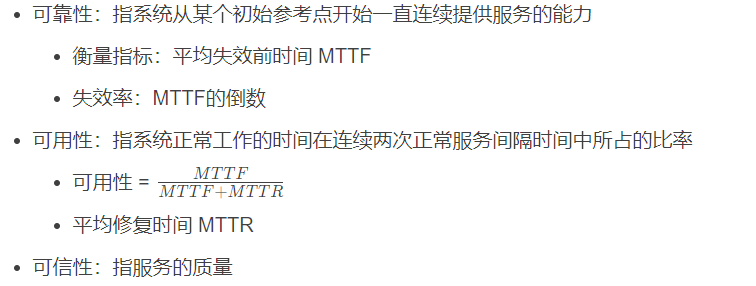 可靠性：指系统从某个初始参考点开始一直连续提供服务的能力
衡量指标：平均失效前时间 MTTF
失效率：MTTF的倒数
可用性：指系统正常工作的时间在连续两次正常服务间隔时间中所占的比率
可用性 = MTTF / (MTTF+MTTR)
平均修复时间 MTTR
可信性：指服务的质量